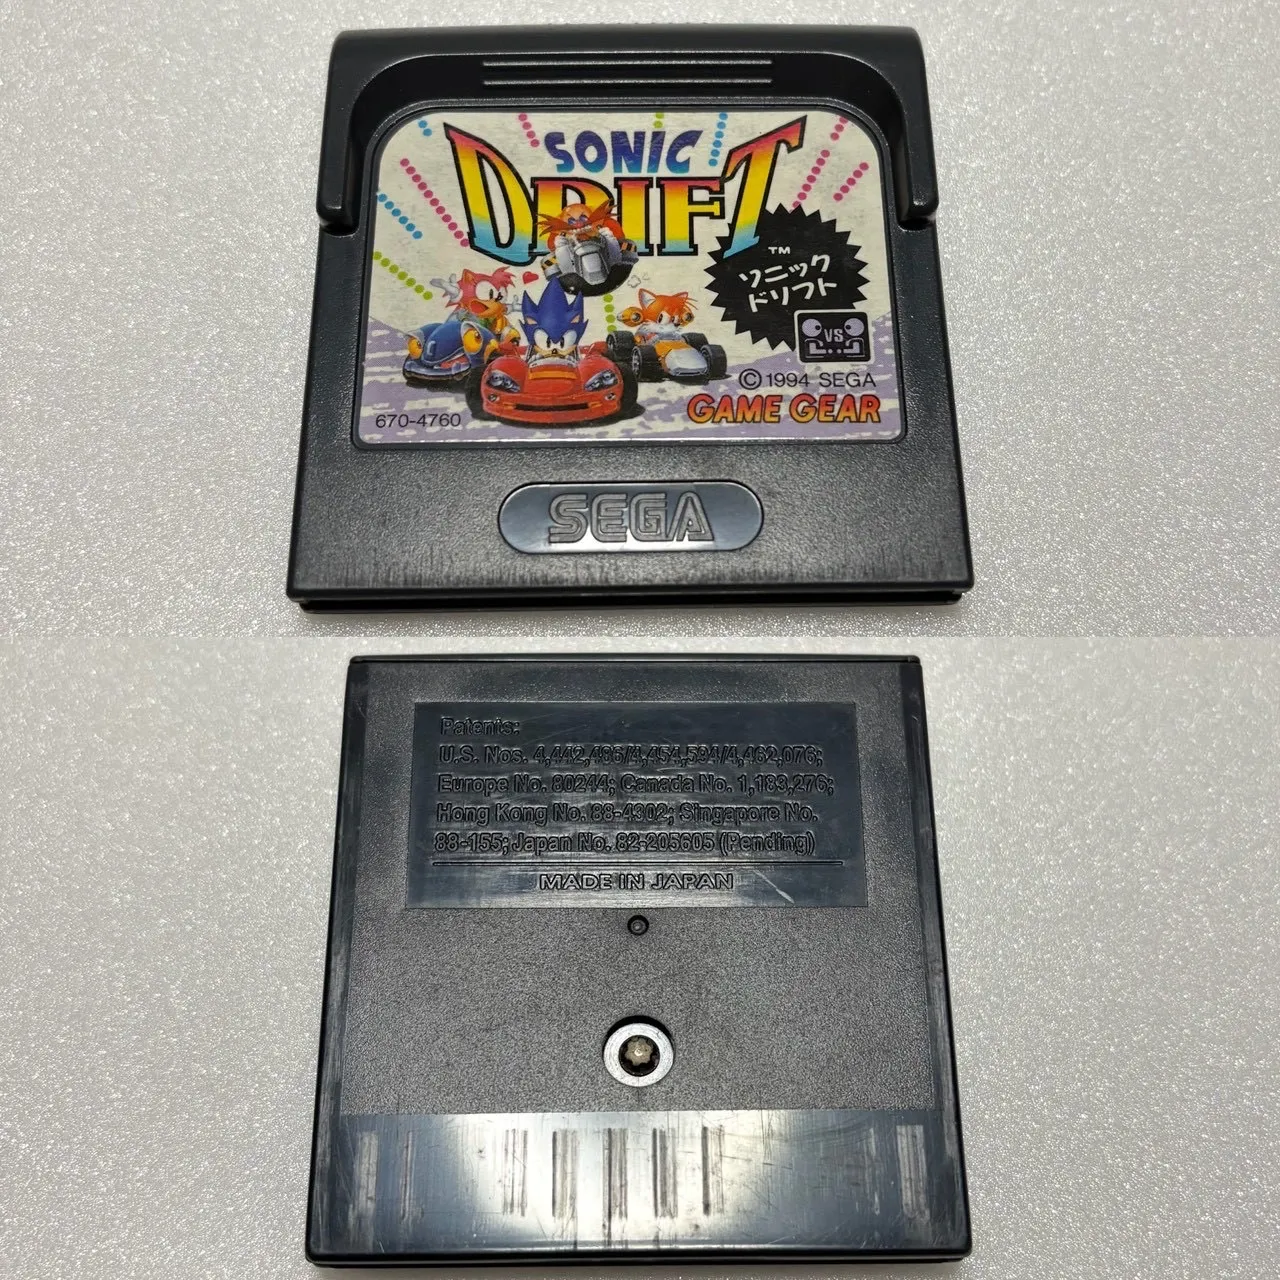 SONIC
DRIFT
TM
ソニック
ドリフト
VS
© 1994 SEGA
670-4760
GAME GEAR
SEGA
Patents:
U.S. Nos. 4,442,486/4,454,594/4,462,076;
Europe No. 80244; Canada No. 1,183,276;
Hong Kong No. 88-4302; Singapore No.
88-155; Japan No. 82-205605 (Pending)
MADE IN JAPAN